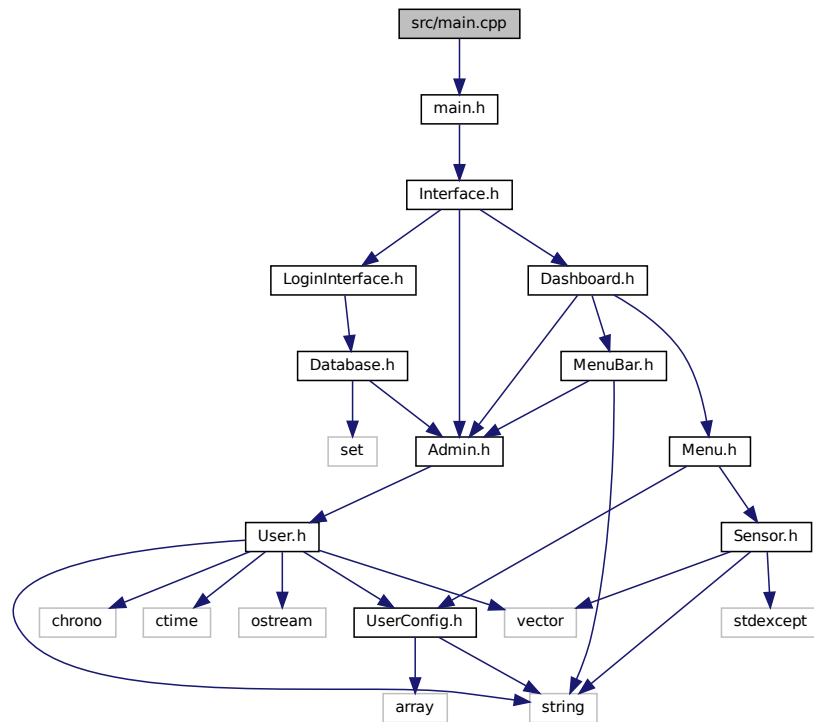 src/main.cpp
main.h
Interface.h
LoginInterface.h
Dashboard.h
Database.h
MenuBar.h
set
Admin.h
Menu.h
User.h
Sensor.h
chrono
ctime
ostream
UserConfig.h
vector
stdexcept
array
string